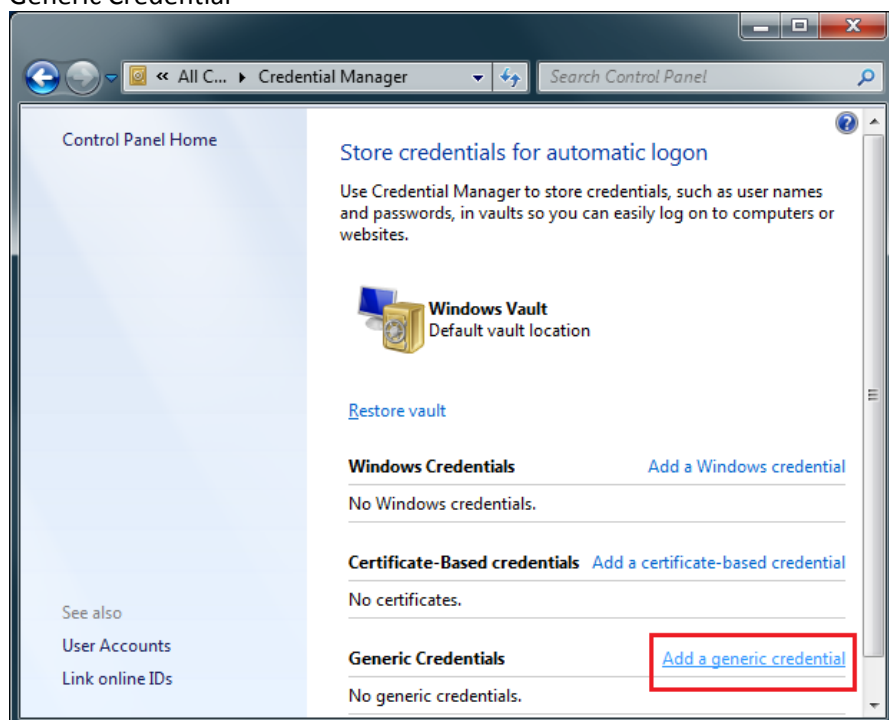 Generic Credential
« All C... ▸ Credential Manager
Search Control Panel
Control Panel Home
Store credentials for automatic logon
Use Credential Manager to store credentials, such as user names
and passwords, in vaults so you can easily log on to computers or
websites.
Windows Vault
Default vault location
Restore vault
Windows Credentials Add a Windows credential
No Windows credentials.
Certificate-Based credentials Add a certificate-based credential
No certificates.
See also
User Accounts
Link online IDs
Generic Credentials Add a generic credential
No generic credentials.